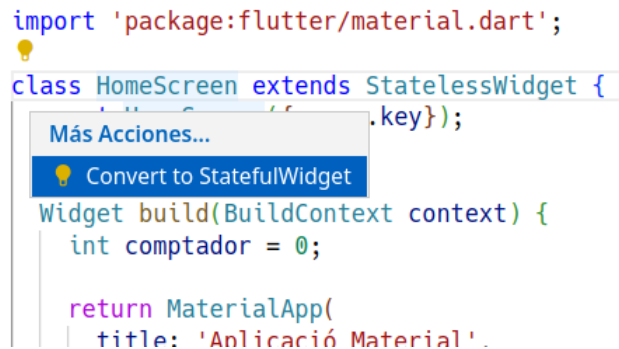 import 'package:flutter/material.dart';
class HomeScreen extends StatelessWidget {
.key});
Más Acciones...
Convert to StatefulWidget
Widget build(BuildContext context) {
int comptador = 0;
return MaterialApp(
title: 'Aplicació Material',